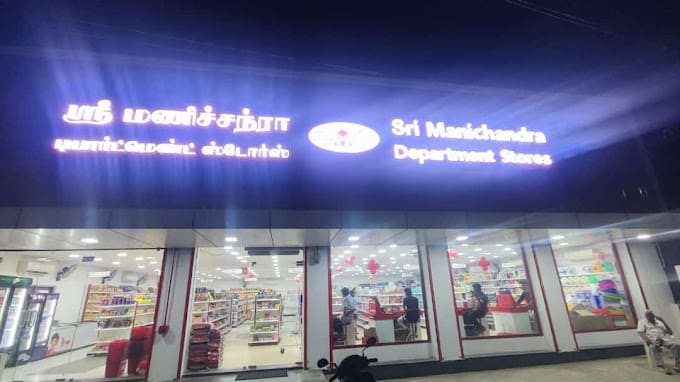 ஸ்ரீ மணிச்சந்ரா
டிபார்ட்மெண்ட் ஸ்டோர்ஸ்
Sri Manichandra
Department Stores